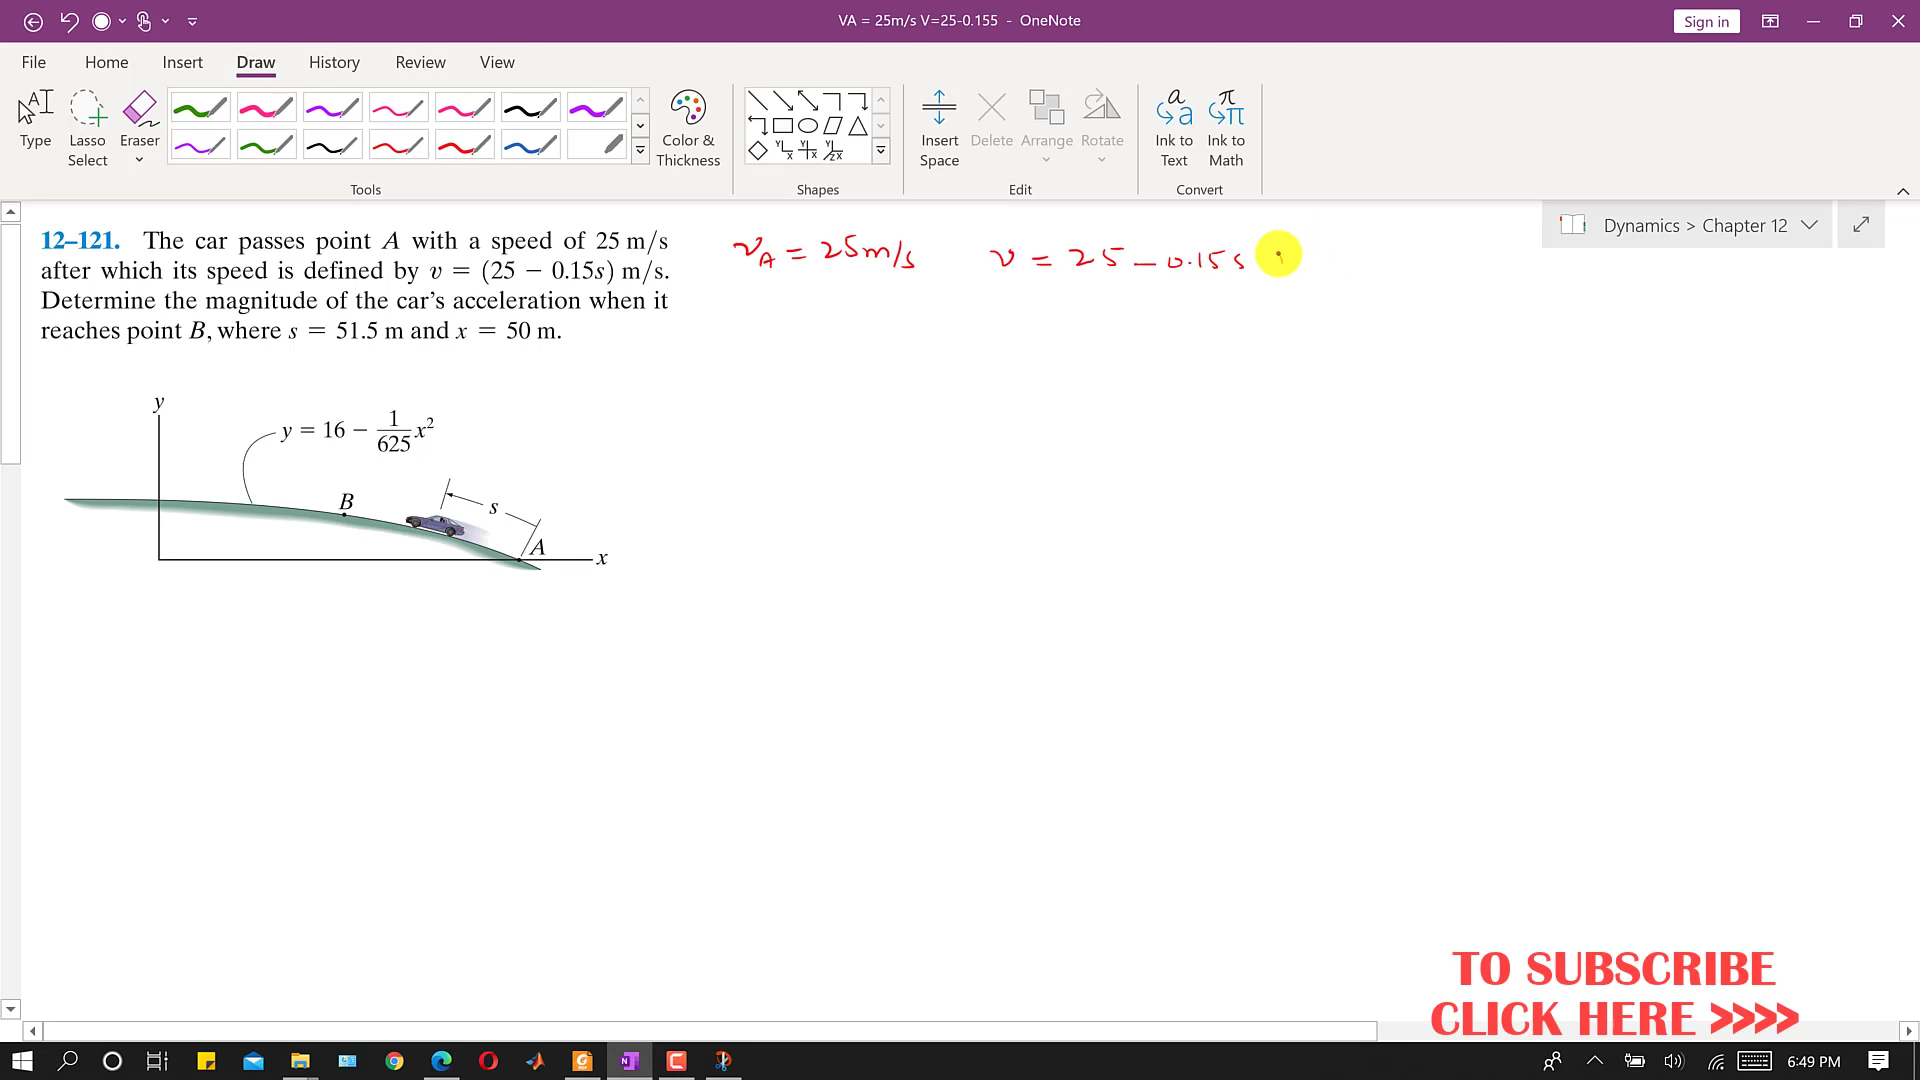 VA = 25m/s V=25-0.155 - OneNote
Sign in
File Home Insert Draw History Review View
Type
Lasso Select
Eraser
Color & Thickness
Insert Space
Delete
Arrange
Rotate
Ink to Text
Ink to Math
Tools
Shapes
Edit
Convert
Dynamics > Chapter 12
12–121. The car passes point A with a speed of 25 m/s
after which its speed is defined by v = (25 − 0.15s) m/s.
Determine the magnitude of the car's acceleration when it
reaches point B, where s = 51.5 m and x = 50 m.
v_A = 25m/s v = 25 – 0.15s
y
y = 16 − 1/625 x²
B
s
A
x
TO SUBSCRIBE
CLICK HERE >>>>
6:49 PM